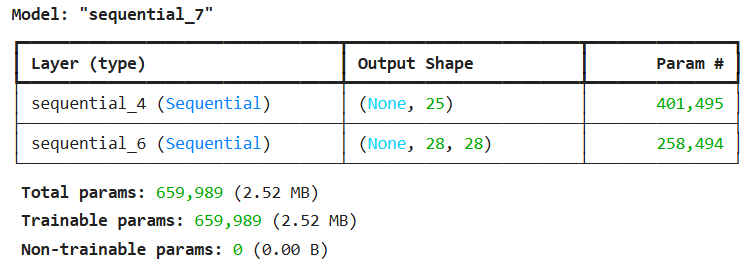 Model: "sequential_7"
Layer (type) Output Shape Param #
sequential_4 (Sequential) (None, 25) 401,495
sequential_6 (Sequential) (None, 28, 28) 258,494
Total params: 659,989 (2.52 MB)
Trainable params: 659,989 (2.52 MB)
Non-trainable params: 0 (0.00 B)